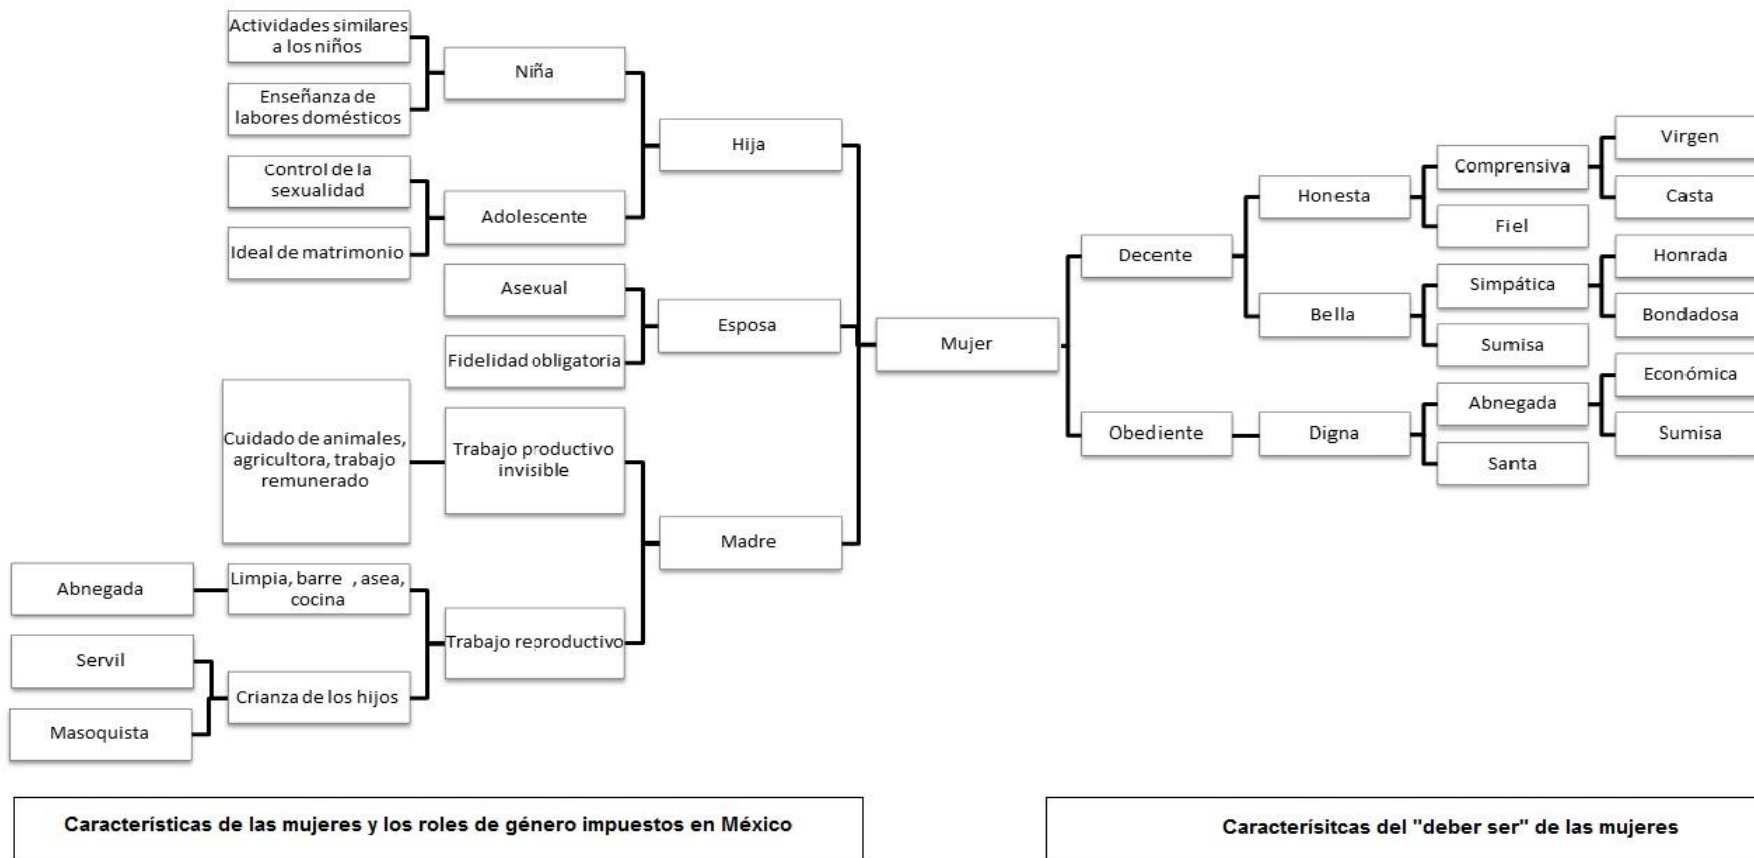 Actividades similares
a los niños
Enseñanza de
labores domésticos
Control de la
sexualidad
Ideal de matrimonio
Niña
Adolescente
Asexual
Fidelidad obligatoria
Cuidado de animales,
agricultora, trabajo
remunerado
Trabajo productivo
invisible
Abnegada
Limpia, barre , asea,
cocina
Servil
Crianza de los hijos
Masoquista
Trabajo reproductivo
Hija
Esposa
Madre
Mujer
Decente
Obediente
Honesta
Bella
Digna
Comprensiva
Fiel
Simpática
Sumisa
Abnegada
Santa
Virgen
Casta
Honrada
Bondadosa
Económica
Sumisa
Características de las mujeres y los roles de género impuestos en México
Caracterísitcas del "deber ser" de las mujeres